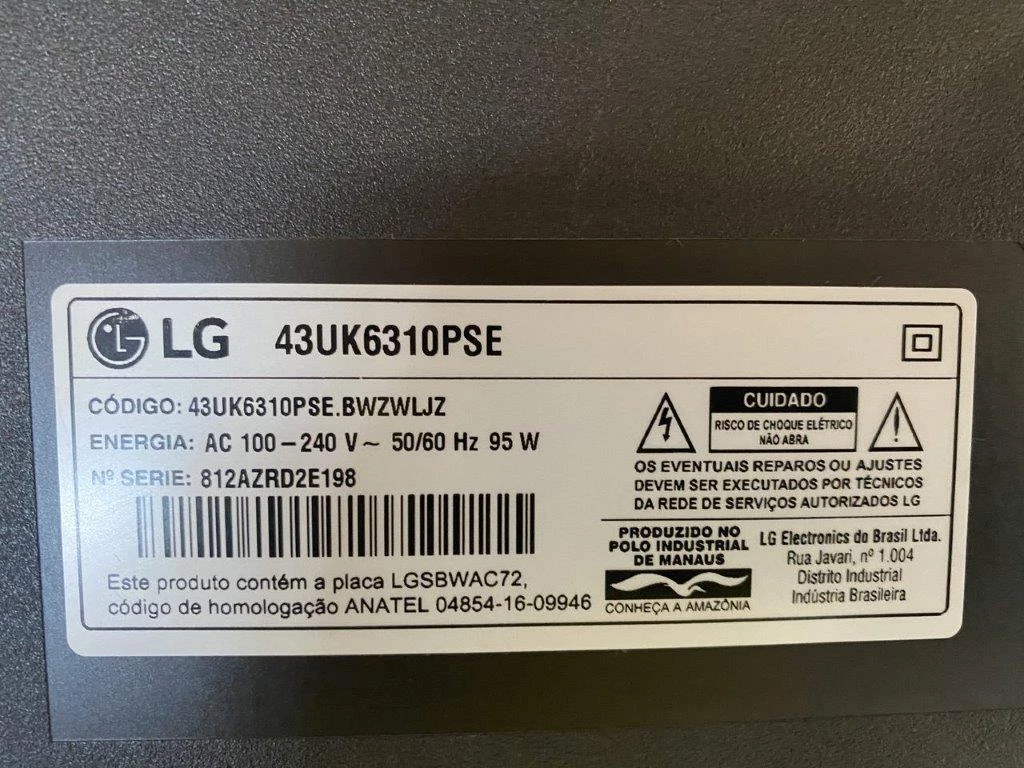 LG 43UK6310PSE
CÓDIGO: 43UK6310PSE.BWZWLJZ
ENERGIA: AC 100 – 240 V ~ 50/60 Hz 95 W
Nº SERIE: 812AZRD2E198
Este produto contém a placa LGSBWAC72,
código de homologação ANATEL 04854-16-09946
CUIDADO
RISCO DE CHOQUE ELÉTRICO
NÃO ABRA
OS EVENTUAIS REPAROS OU AJUSTES
DEVEM SER EXECUTADOS POR TÉCNICOS
DA REDE DE SERVIÇOS AUTORIZADOS LG
PRODUZIDO NO
POLO INDUSTRIAL
DE MANAUS
CONHEÇA A AMAZÔNIA
LG Electronics do Brasil Ltda.
Rua Javari, nº 1.004
Distrito Industrial
Indústria Brasileira